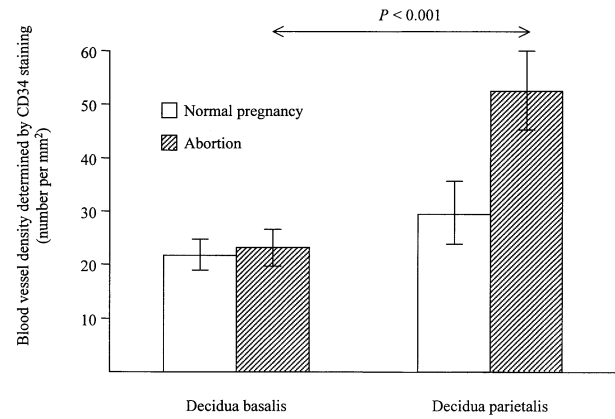 P < 0.001
Blood vessel density determined by CD34 staining
(number per mm²)
60
50
40
30
20
10
Normal pregnancy
Abortion
Decidua basalis
Decidua parietalis